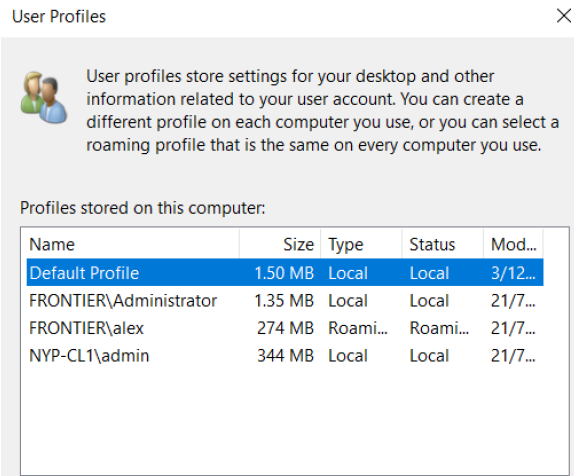 User Profiles
User profiles store settings for your desktop and other
information related to your user account. You can create a
different profile on each computer you use, or you can select a
roaming profile that is the same on every computer you use.
Profiles stored on this computer:
Name Size Type Status Mod...
Default Profile 1.50 MB Local Local 3/12...
FRONTIER\Administrator 1.35 MB Local Local 21/7...
FRONTIER\alex 274 MB Roami... Roami... 21/7...
NYP-CL1\admin 344 MB Local Local 21/7...